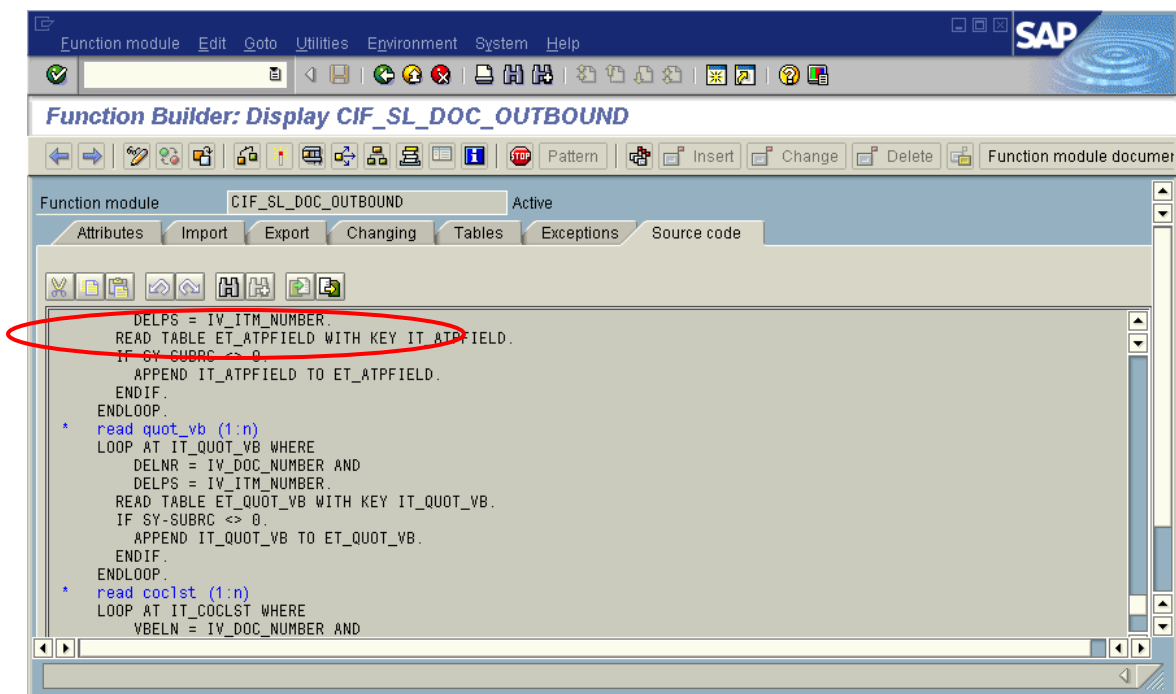 Function module Edit Goto Utilities Environment System Help
SAP
Function Builder: Display CIF_SL_DOC_OUTBOUND
Pattern Insert Change Delete Function module documen
Function module CIF_SL_DOC_OUTBOUND Active
Attributes Import Export Changing Tables Exceptions Source code
DELPS = IV_ITM_NUMBER.
READ TABLE ET_ATPFIELD WITH KEY IT_ATPFIELD.
IF SY-SUBRC <> 0.
APPEND IT_ATPFIELD TO ET_ATPFIELD.
ENDIF.
ENDLOOP.
* read quot_vb (1:n)
LOOP AT IT_QUOT_VB WHERE
DELNR = IV_DOC_NUMBER AND
DELPS = IV_ITM_NUMBER.
READ TABLE ET_QUOT_VB WITH KEY IT_QUOT_VB.
IF SY-SUBRC <> 0.
APPEND IT_QUOT_VB TO ET_QUOT_VB.
ENDIF.
ENDLOOP.
* read coclst (1:n)
LOOP AT IT_COCLST WHERE
VBELN = IV_DOC_NUMBER AND